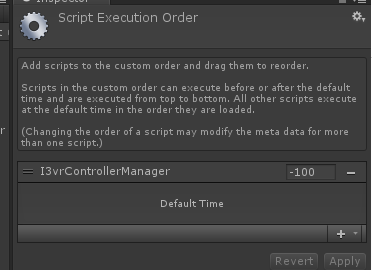 Inspector
Script Execution Order
Add scripts to the custom order and drag them to reorder.
Scripts in the custom order can execute before or after the default
time and are executed from top to bottom. All other scripts execute
at the default time in the order they are loaded.
(Changing the order of a script may modify the meta data for more
than one script.)
I3vrControllerManager -100
Default Time
Revert Apply